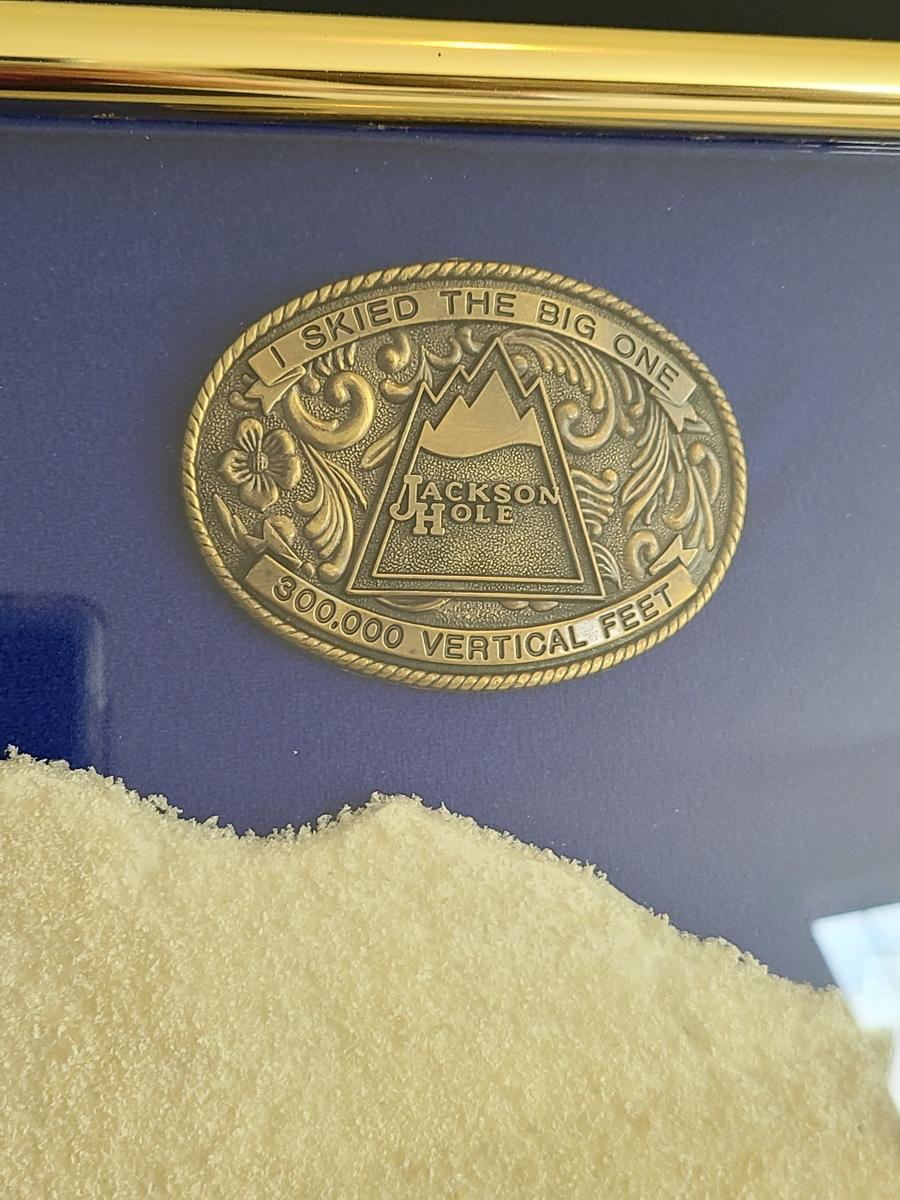 I SKIED THE BIG ONE
JACKSON
HOLE
300,000 VERTICAL FEET